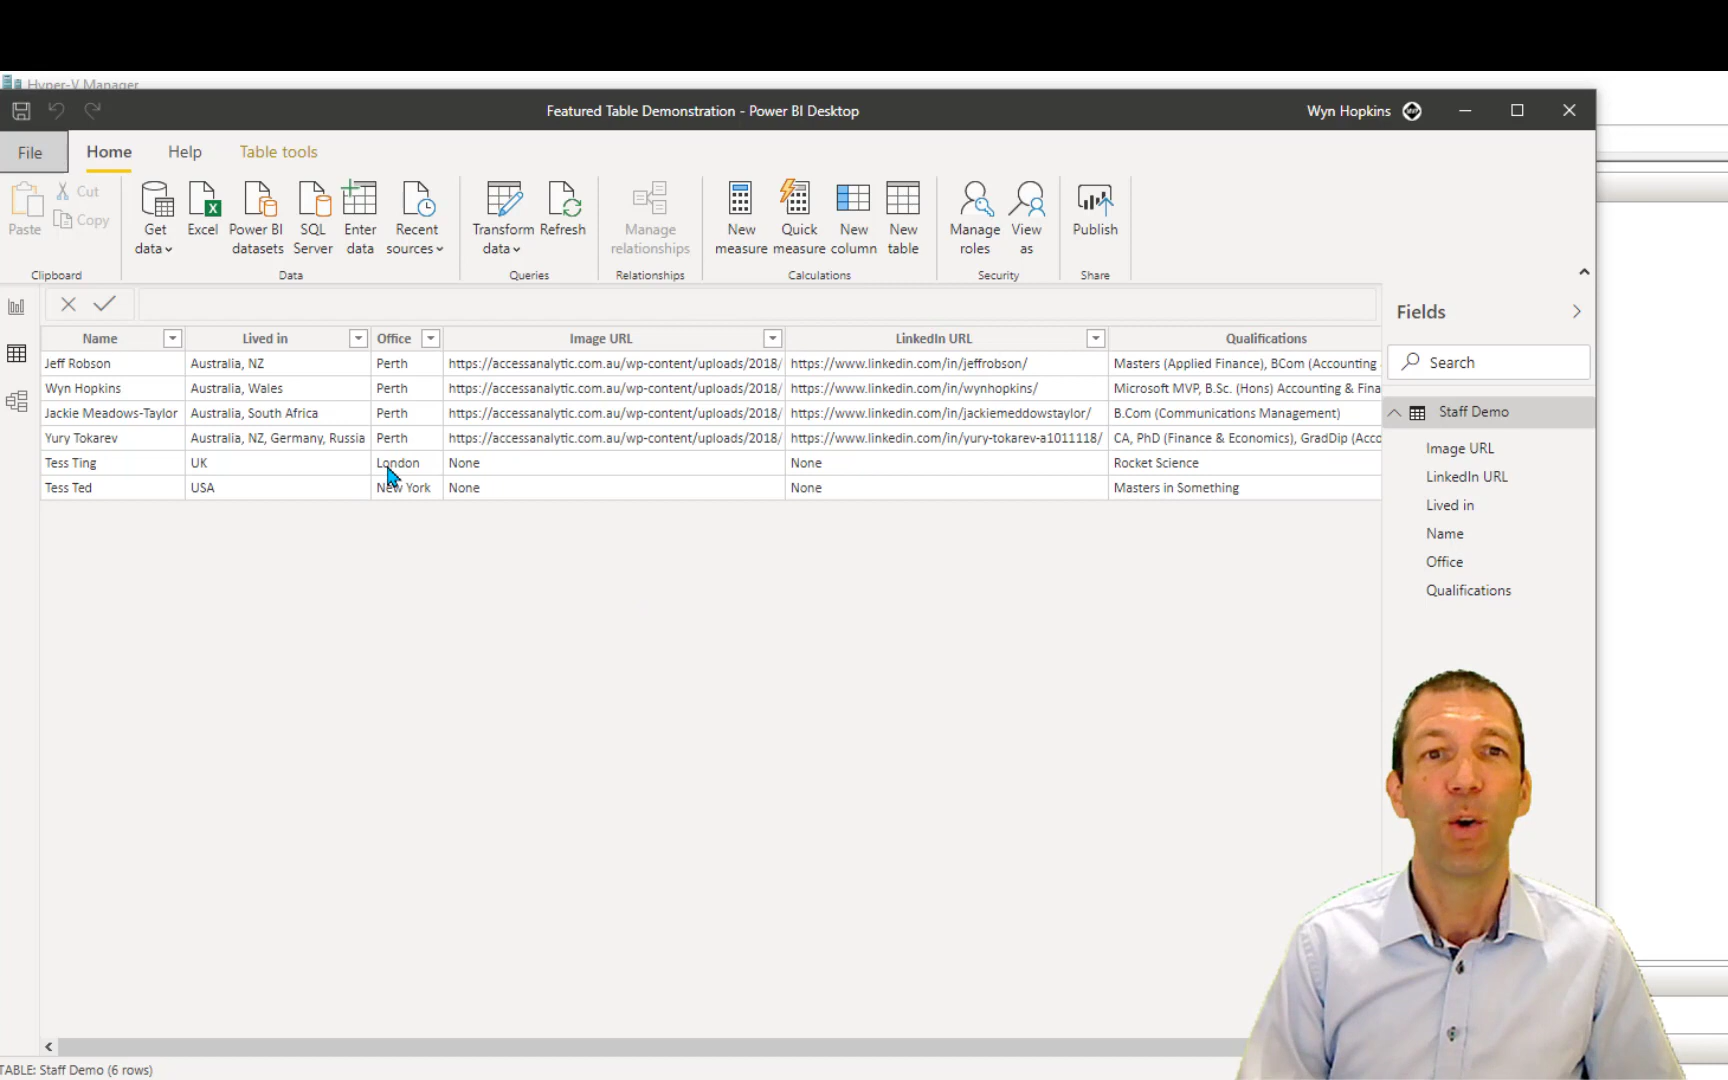 Hyper-V Manager
Featured Table Demonstration - Power BI Desktop
Wyn Hopkins
File
Home
Help
Table tools
Paste
Cut
Copy
Clipboard
Get data
Excel
Power BI datasets
SQL Server
Enter data
Recent sources
Data
Transform data
Refresh
Queries
Manage relationships
Relationships
New measure
Quick measure
New column
New table
Calculations
Manage roles
View as
Security
Publish
Share
Name Lived in Office Image URL LinkedIn URL Qualifications
Jeff Robson Australia, NZ Perth https://accessanalytic.com.au/wp-content/uploads/2018/ https://www.linkedin.com/in/jeffrobson/ Masters (Applied Finance), BCom (Accounting
Wyn Hopkins Australia, Wales Perth https://accessanalytic.com.au/wp-content/uploads/2018/ https://www.linkedin.com/in/wynhopkins/ Microsoft MVP, B.Sc. (Hons) Accounting & Fina
Jackie Meadows-Taylor Australia, South Africa Perth https://accessanalytic.com.au/wp-content/uploads/2018/ https://www.linkedin.com/in/jackiemeddowstaylor/ B.Com (Communications Management)
Yury Tokarev Australia, NZ, Germany, Russia Perth https://accessanalytic.com.au/wp-content/uploads/2018/ https://www.linkedin.com/in/yury-tokarev-a1011118/ CA, PhD (Finance & Economics), GradDip (Acco
Tess Ting UK London None None Rocket Science
Tess Ted USA New York None None Masters in Something
Fields
Search
Staff Demo
Image URL
LinkedIn URL
Lived in
Name
Office
Qualifications
TABLE: Staff Demo (6 rows)